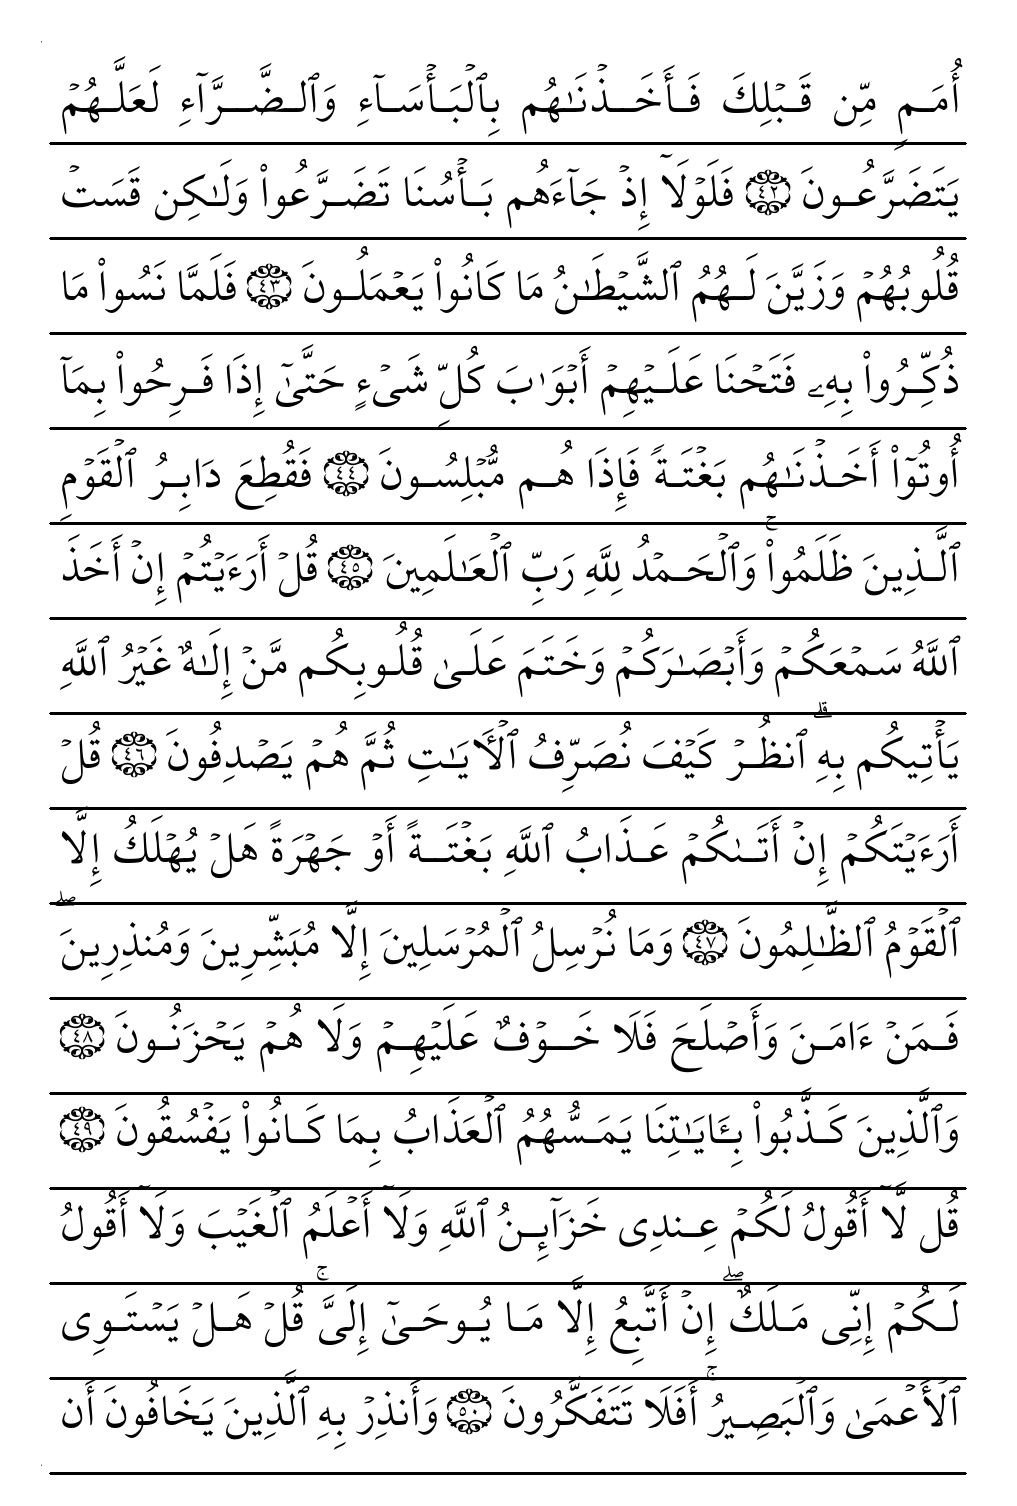 أُمَمٍ مِّن قَبۡلِكَ فَأَخَذۡنَٰهُم بِٱلۡبَأۡسَآءِ وَٱلضَّرَّآءِ لَعَلَّهُمۡ
يَتَضَرَّعُونَ ٤٢ فَلَوۡلَآ إِذۡ جَآءَهُم بَأۡسُنَا تَضَرَّعُواْ وَلَٰكِن قَسَتۡ
قُلُوبُهُمۡ وَزَيَّنَ لَهُمُ ٱلشَّيۡطَٰنُ مَا كَانُواْ يَعۡمَلُونَ ٤٣ فَلَمَّا نَسُواْ مَا
ذُكِّرُواْ بِهِۦ فَتَحۡنَا عَلَيۡهِمۡ أَبۡوَٰبَ كُلِّ شَيۡءٍ حَتَّىٰٓ إِذَا فَرِحُواْ بِمَآ
أُوتُوٓاْ أَخَذۡنَٰهُم بَغۡتَةٗ فَإِذَا هُم مُّبۡلِسُونَ ٤٤ فَقُطِعَ دَابِرُ ٱلۡقَوۡمِ
ٱلَّذِينَ ظَلَمُواْۚ وَٱلۡحَمۡدُ لِلَّهِ رَبِّ ٱلۡعَٰلَمِينَ ٤٥ قُلۡ أَرَءَيۡتُمۡ إِنۡ أَخَذَ
ٱللَّهُ سَمۡعَكُمۡ وَأَبۡصَٰرَكُمۡ وَخَتَمَ عَلَىٰ قُلُوبِكُم مَّنۡ إِلَٰهٌ غَيۡرُ ٱللَّهِ
يَأۡتِيكُم بِهِۗ ٱنظُرۡ كَيۡفَ نُصَرِّفُ ٱلۡأٓيَٰتِ ثُمَّ هُمۡ يَصۡدِفُونَ ٤٦ قُلۡ
أَرَءَيۡتَكُمۡ إِنۡ أَتَىٰكُمۡ عَذَابُ ٱللَّهِ بَغۡتَةً أَوۡ جَهۡرَةً هَلۡ يُهۡلَكُ إِلَّا
ٱلۡقَوۡمُ ٱلظَّٰلِمُونَ ٤٧ وَمَا نُرۡسِلُ ٱلۡمُرۡسَلِينَ إِلَّا مُبَشِّرِينَ وَمُنذِرِينَۖ
فَمَنۡ ءَامَنَ وَأَصۡلَحَ فَلَا خَوۡفٌ عَلَيۡهِمۡ وَلَا هُمۡ يَحۡزَنُونَ ٤٨
وَٱلَّذِينَ كَذَّبُواْ بِـَٔايَٰتِنَا يَمَسُّهُمُ ٱلۡعَذَابُ بِمَا كَانُواْ يَفۡسُقُونَ ٤٩
قُل لَّآ أَقُولُ لَكُمۡ عِندِي خَزَآئِنُ ٱللَّهِ وَلَآ أَعۡلَمُ ٱلۡغَيۡبَ وَلَآ أَقُولُ
لَكُمۡ إِنِّي مَلَكٌۖ إِنۡ أَتَّبِعُ إِلَّا مَا يُوحَىٰٓ إِلَيَّۚ قُلۡ هَلۡ يَسۡتَوِي
ٱلۡأَعۡمَىٰ وَٱلۡبَصِيرُۚ أَفَلَا تَتَفَكَّرُونَ ٥٠ وَأَنذِرۡ بِهِ ٱلَّذِينَ يَخَافُونَ أَن